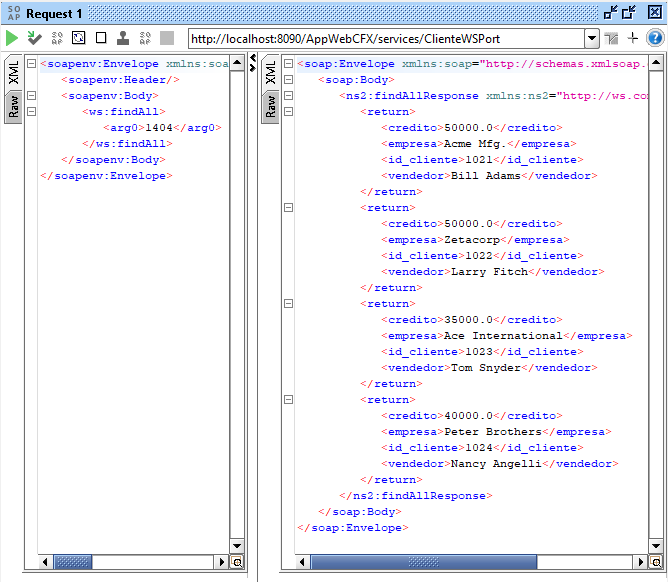 SO AP Request 1
SO AP
http://localhost:8090/AppWebCFX/services/ClienteWSPort
XML
Raw
<soapenv:Envelope xmlns:soa
<soapenv:Header/>
<soapenv:Body>
<ws:findAll>
<arg0>1404</arg0>
</ws:findAll>
</soapenv:Body>
</soapenv:Envelope>
XML
Raw
<soap:Envelope xmlns:soap="http://schemas.xmlsoap.
<soap:Body>
<ns2:findAllResponse xmlns:ns2="http://ws.co
<return>
<credito>50000.0</credito>
<empresa>Acme Mfg.</empresa>
<id_cliente>1021</id_cliente>
<vendedor>Bill Adams</vendedor>
</return>
<return>
<credito>50000.0</credito>
<empresa>Zetacorp</empresa>
<id_cliente>1022</id_cliente>
<vendedor>Larry Fitch</vendedor>
</return>
<return>
<credito>35000.0</credito>
<empresa>Ace International</empresa>
<id_cliente>1023</id_cliente>
<vendedor>Tom Snyder</vendedor>
</return>
<return>
<credito>40000.0</credito>
<empresa>Peter Brothers</empresa>
<id_cliente>1024</id_cliente>
<vendedor>Nancy Angelli</vendedor>
</return>
</ns2:findAllResponse>
</soap:Body>
</soap:Envelope>